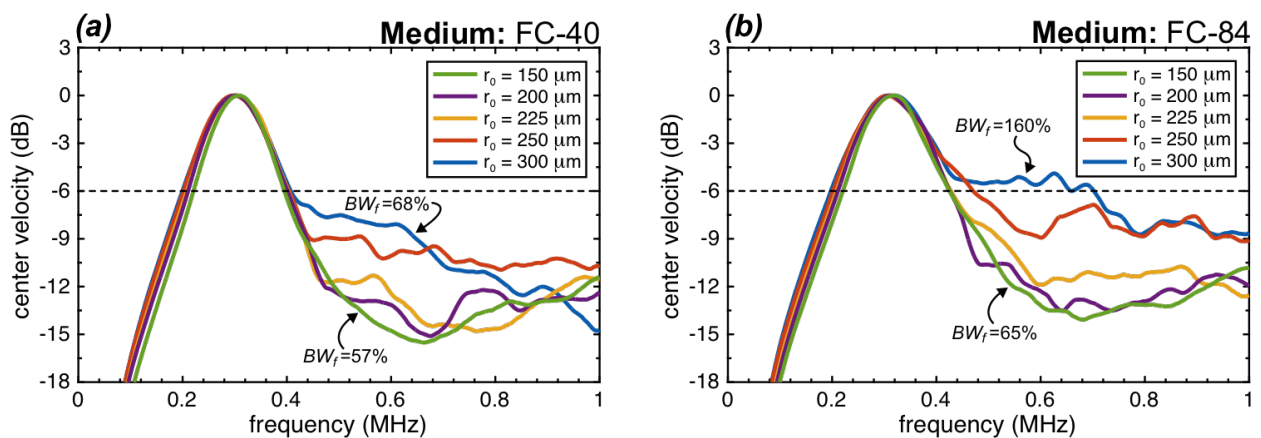 (a)
Medium: FC-40
3
0
-3
-6
-9
-12
-15
-18
center velocity (dB)
r₀ = 150 µm
r₀ = 200 µm
r₀ = 225 µm
r₀ = 250 µm
r₀ = 300 µm
BW_f=68%
BW_f=57%
0 0.2 0.4 0.6 0.8 1
frequency (MHz)
(b)
Medium: FC-84
3
0
-3
-6
-9
-12
-15
-18
center velocity (dB)
r₀ = 150 µm
r₀ = 200 µm
r₀ = 225 µm
r₀ = 250 µm
r₀ = 300 µm
BW_f=160%
BW_f=65%
0 0.2 0.4 0.6 0.8 1
frequency (MHz)